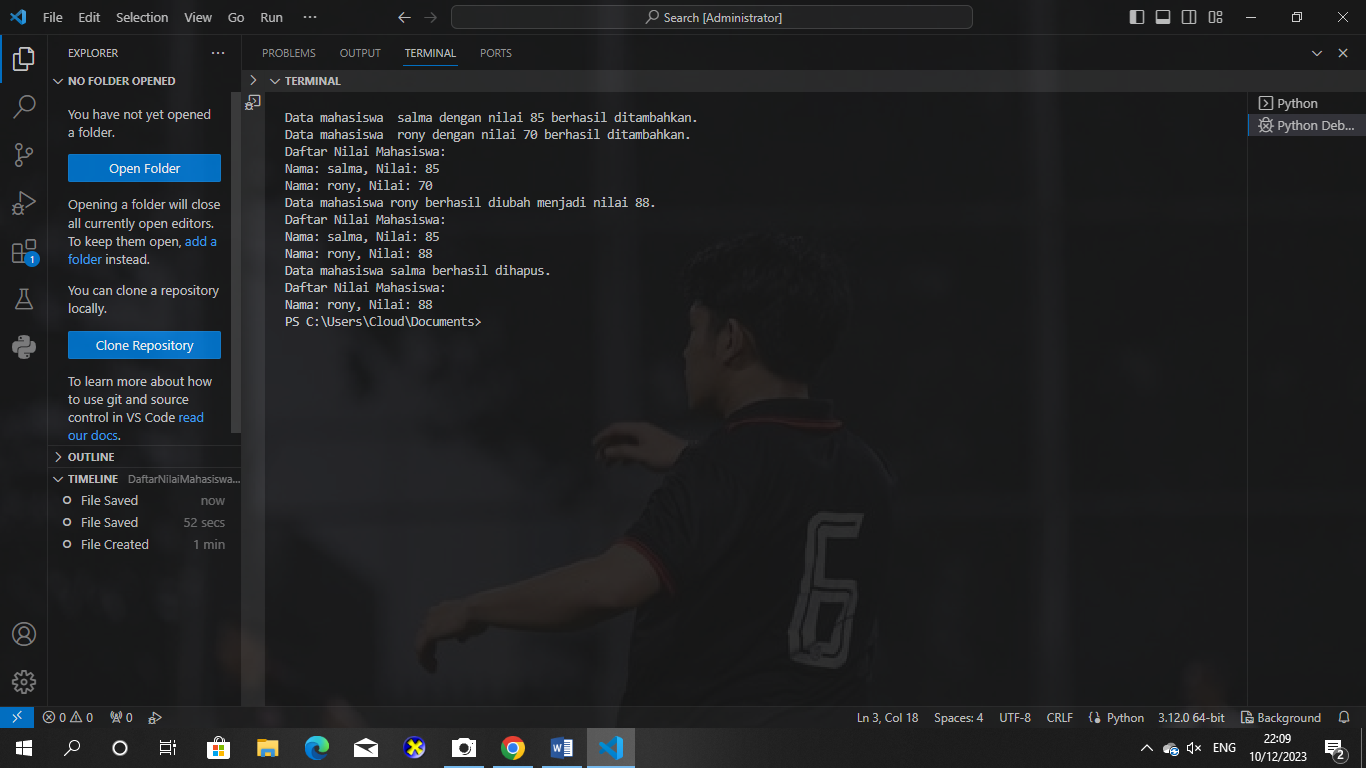 File Edit Selection View Go Run ··· Search [Administrator]
EXPLORER ···
NO FOLDER OPENED
You have not yet opened
a folder.
Open Folder
Opening a folder will close
all currently open editors.
To keep them open, add a
folder instead.
You can clone a repository
locally.
Clone Repository
To learn more about how
to use git and source
control in VS Code read
our docs.
OUTLINE
TIMELINE DaftarNilaiMahasiswa...
File Saved now
File Saved 52 secs
File Created 1 min
1
PROBLEMS OUTPUT TERMINAL PORTS
TERMINAL
Data mahasiswa  salma dengan nilai 85 berhasil ditambahkan.
Data mahasiswa  rony dengan nilai 70 berhasil ditambahkan.
Daftar Nilai Mahasiswa:
Nama: salma, Nilai: 85
Nama: rony, Nilai: 70
Data mahasiswa rony berhasil diubah menjadi nilai 88.
Daftar Nilai Mahasiswa:
Nama: salma, Nilai: 85
Nama: rony, Nilai: 88
Data mahasiswa salma berhasil dihapus.
Daftar Nilai Mahasiswa:
Nama: rony, Nilai: 88
PS C:\Users\Cloud\Documents>
Python
Python Deb...
6
0 0 0 Ln 3, Col 18 Spaces: 4 UTF-8 CRLF Python 3.12.0 64-bit Background
ENG 22:09
10/12/2023 2